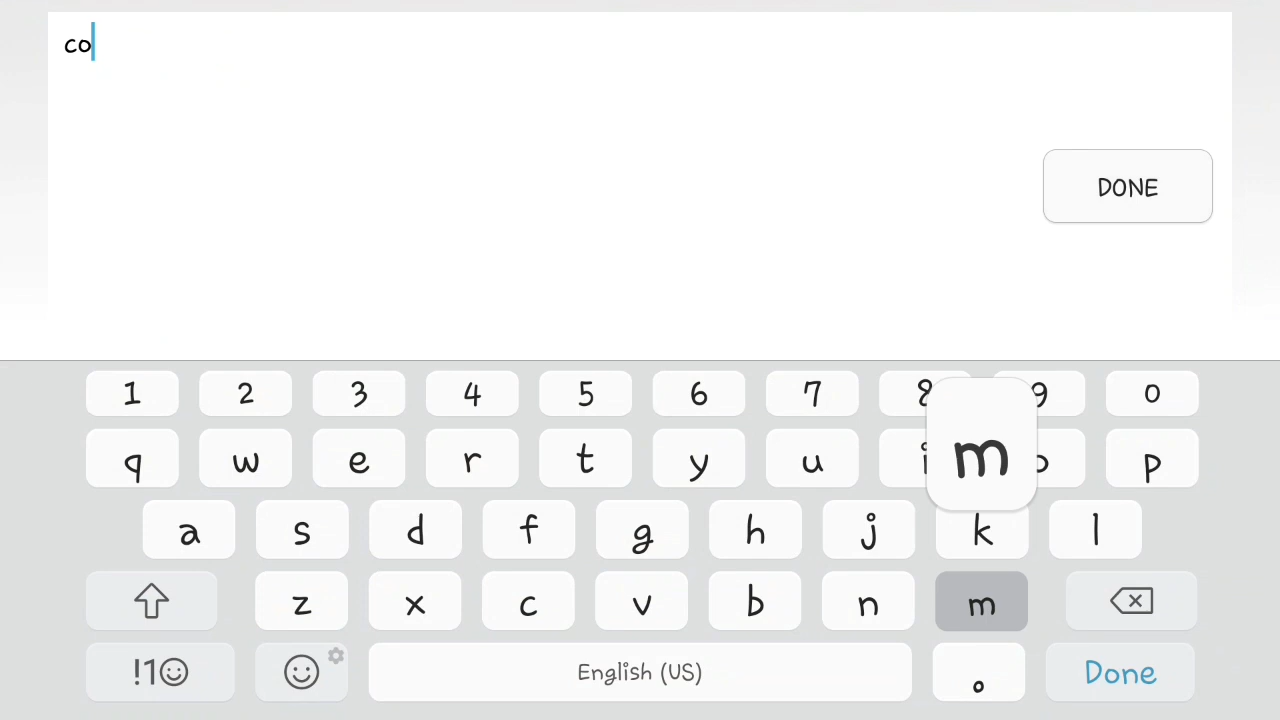 co
DONE
1 2 3 4 5 6 7 8 9 0
m
q w e r t y u i o p
a s d f g h j k l
z x c v b n m
!1☺ English (US) Done